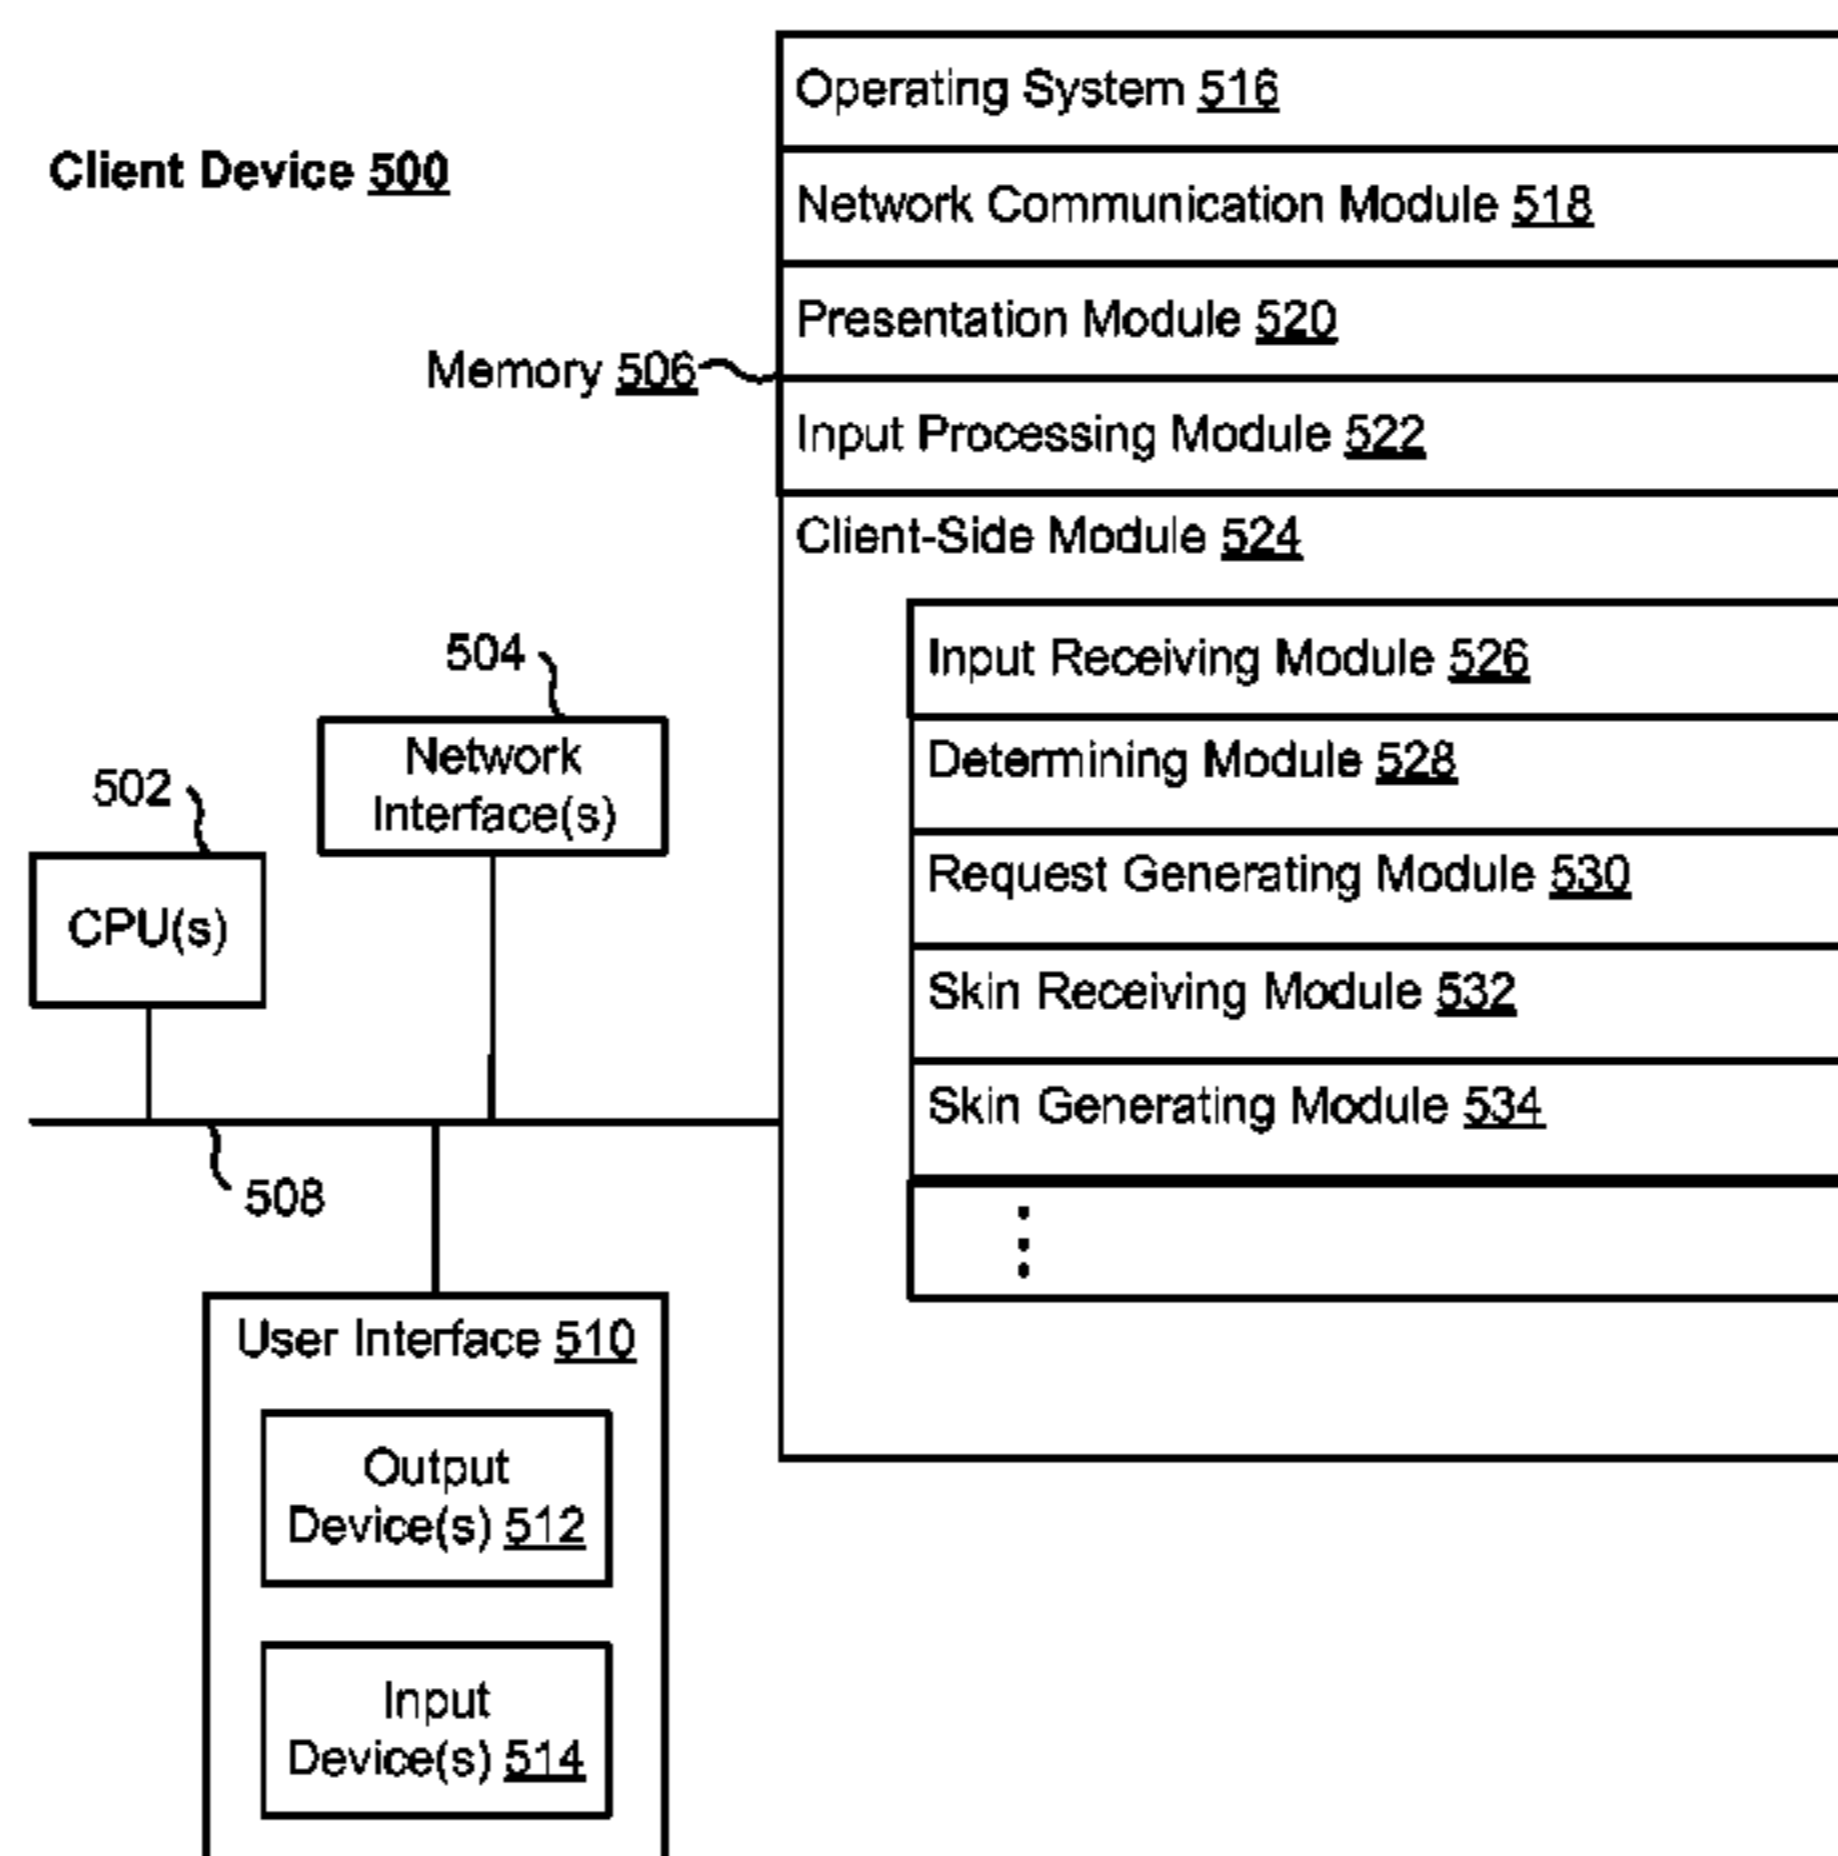 Client Device 500
Operating System 516
Network Communication Module 518
Presentation Module 520
Memory 506
Input Processing Module 522
Client-Side Module 524
Input Receiving Module 526
Determining Module 528
Request Generating Module 530
Skin Receiving Module 532
Skin Generating Module 534
504
Network
Interface(s)
502
CPU(s)
508
User Interface 510
Output
Device(s) 512
Input
Device(s) 514